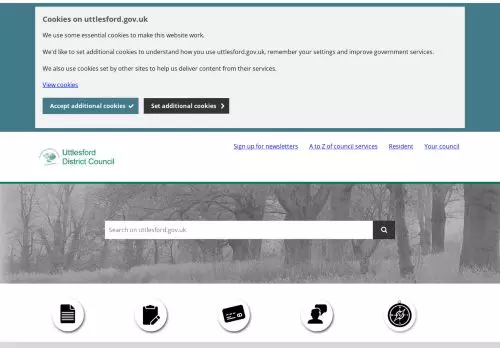 Cookies on uttlesford.gov.uk
We use some essential cookies to make this website work.
We'd like to set additional cookies to understand how you use uttlesford.gov.uk, remember your settings and improve government services.
We also use cookies set by other sites to help us deliver content from their services.
View cookies
Accept additional cookies
Set additional cookies
Uttlesford
District Council
Sign up for newsletters
A to Z of council services
Resident
Your council
Search on uttlesford.gov.uk